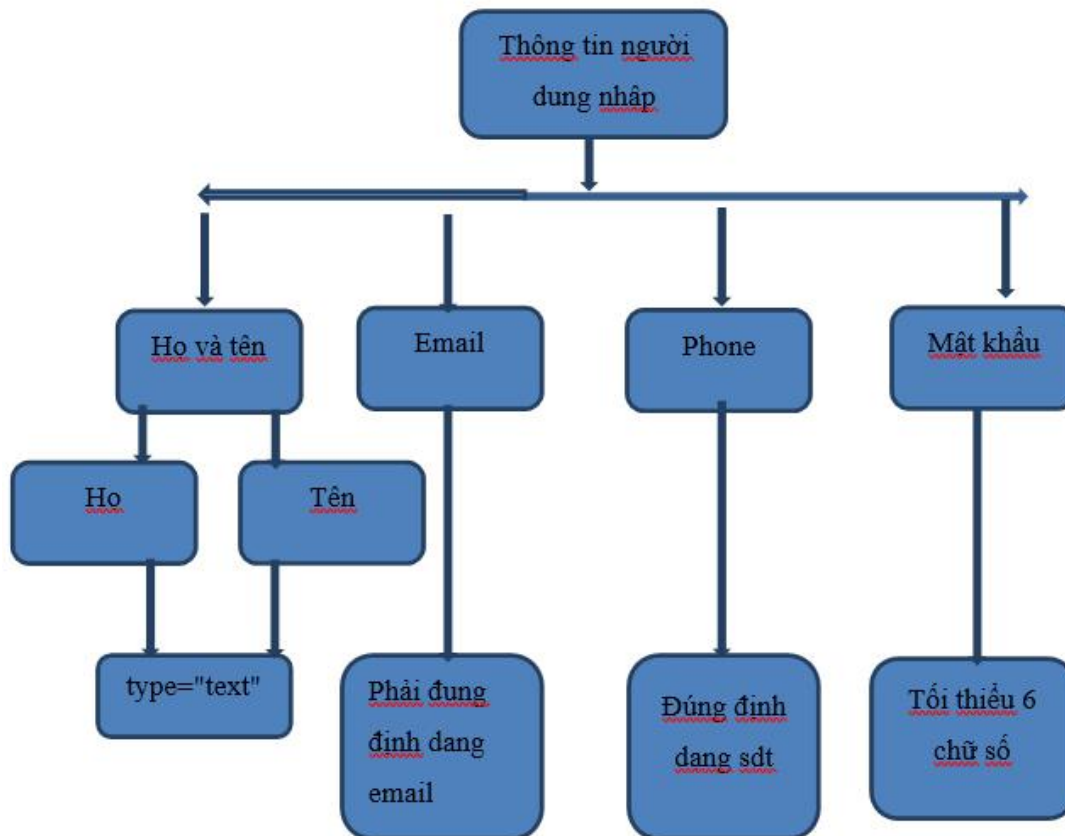 Thông tin người
dung nhâp
Ho và tên
Email
Phone
Mât khẩu
Ho
Tên
type="text"
Phải đung
định dang
email
Đúng định
dang sdt
Tối thiểu 6
chữ số